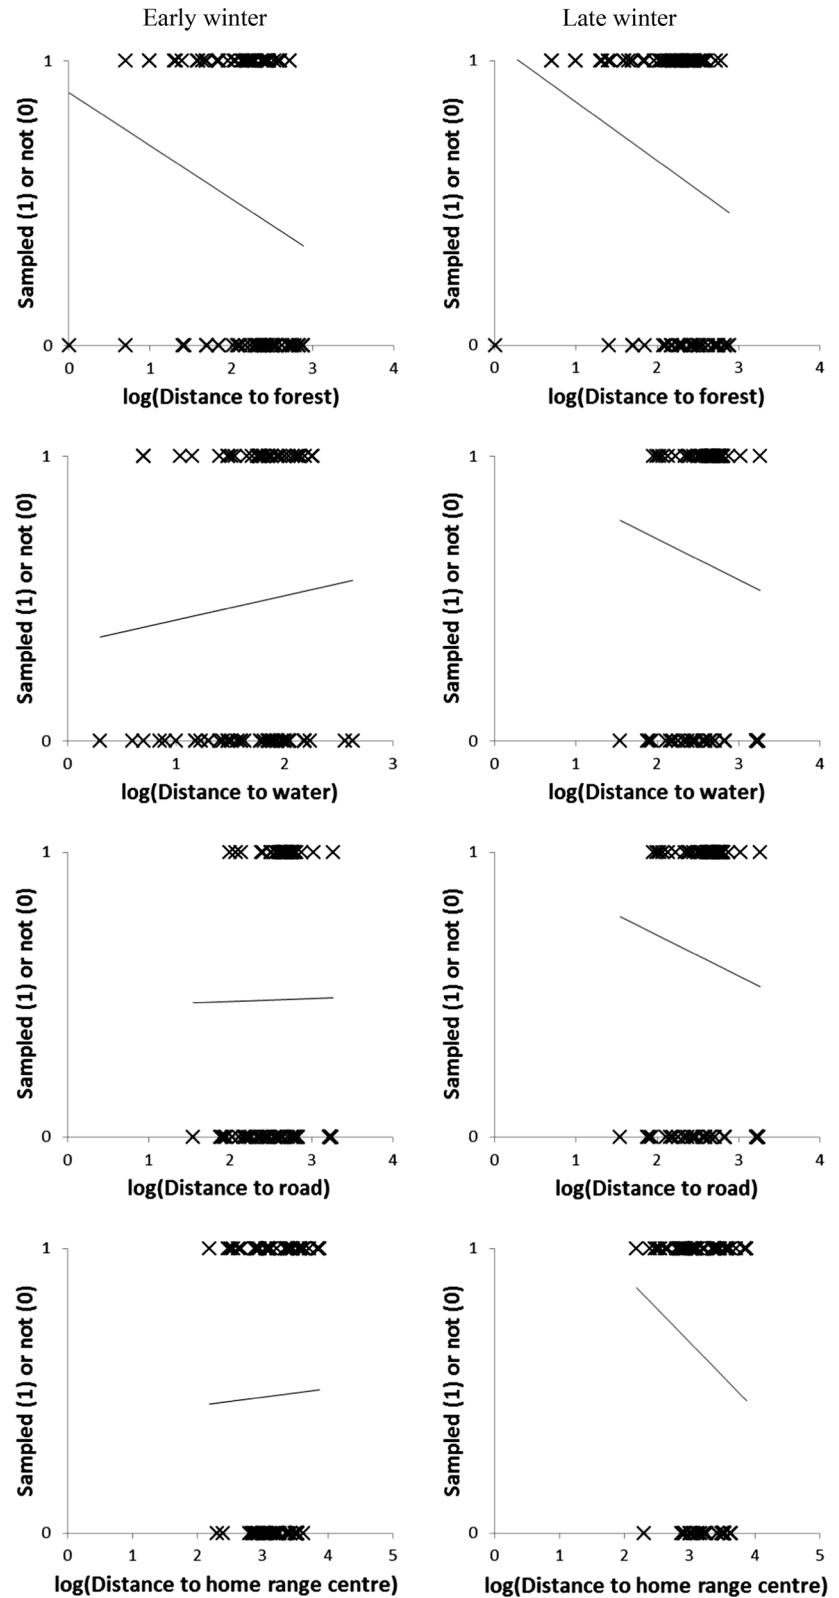 Early winter
Late winter
Sampled (1) or not (0)
1
0
0 1 2 3 4
log(Distance to forest)
Sampled (1) or not (0)
1
0
0 1 2 3 4
log(Distance to forest)
Sampled (1) or not (0)
1
0
0 1 2 3
log(Distance to water)
Sampled (1) or not (0)
1
0
0 1 2 3 4
log(Distance to water)
Sampled (1) or not (0)
1
0
0 1 2 3 4
log(Distance to road)
Sampled (1) or not (0)
1
0
0 1 2 3 4
log(Distance to road)
Sampled (1) or not (0)
1
0
0 1 2 3 4 5
log(Distance to home range centre)
Sampled (1) or not (0)
1
0
0 1 2 3 4 5
log(Distance to home range centre)